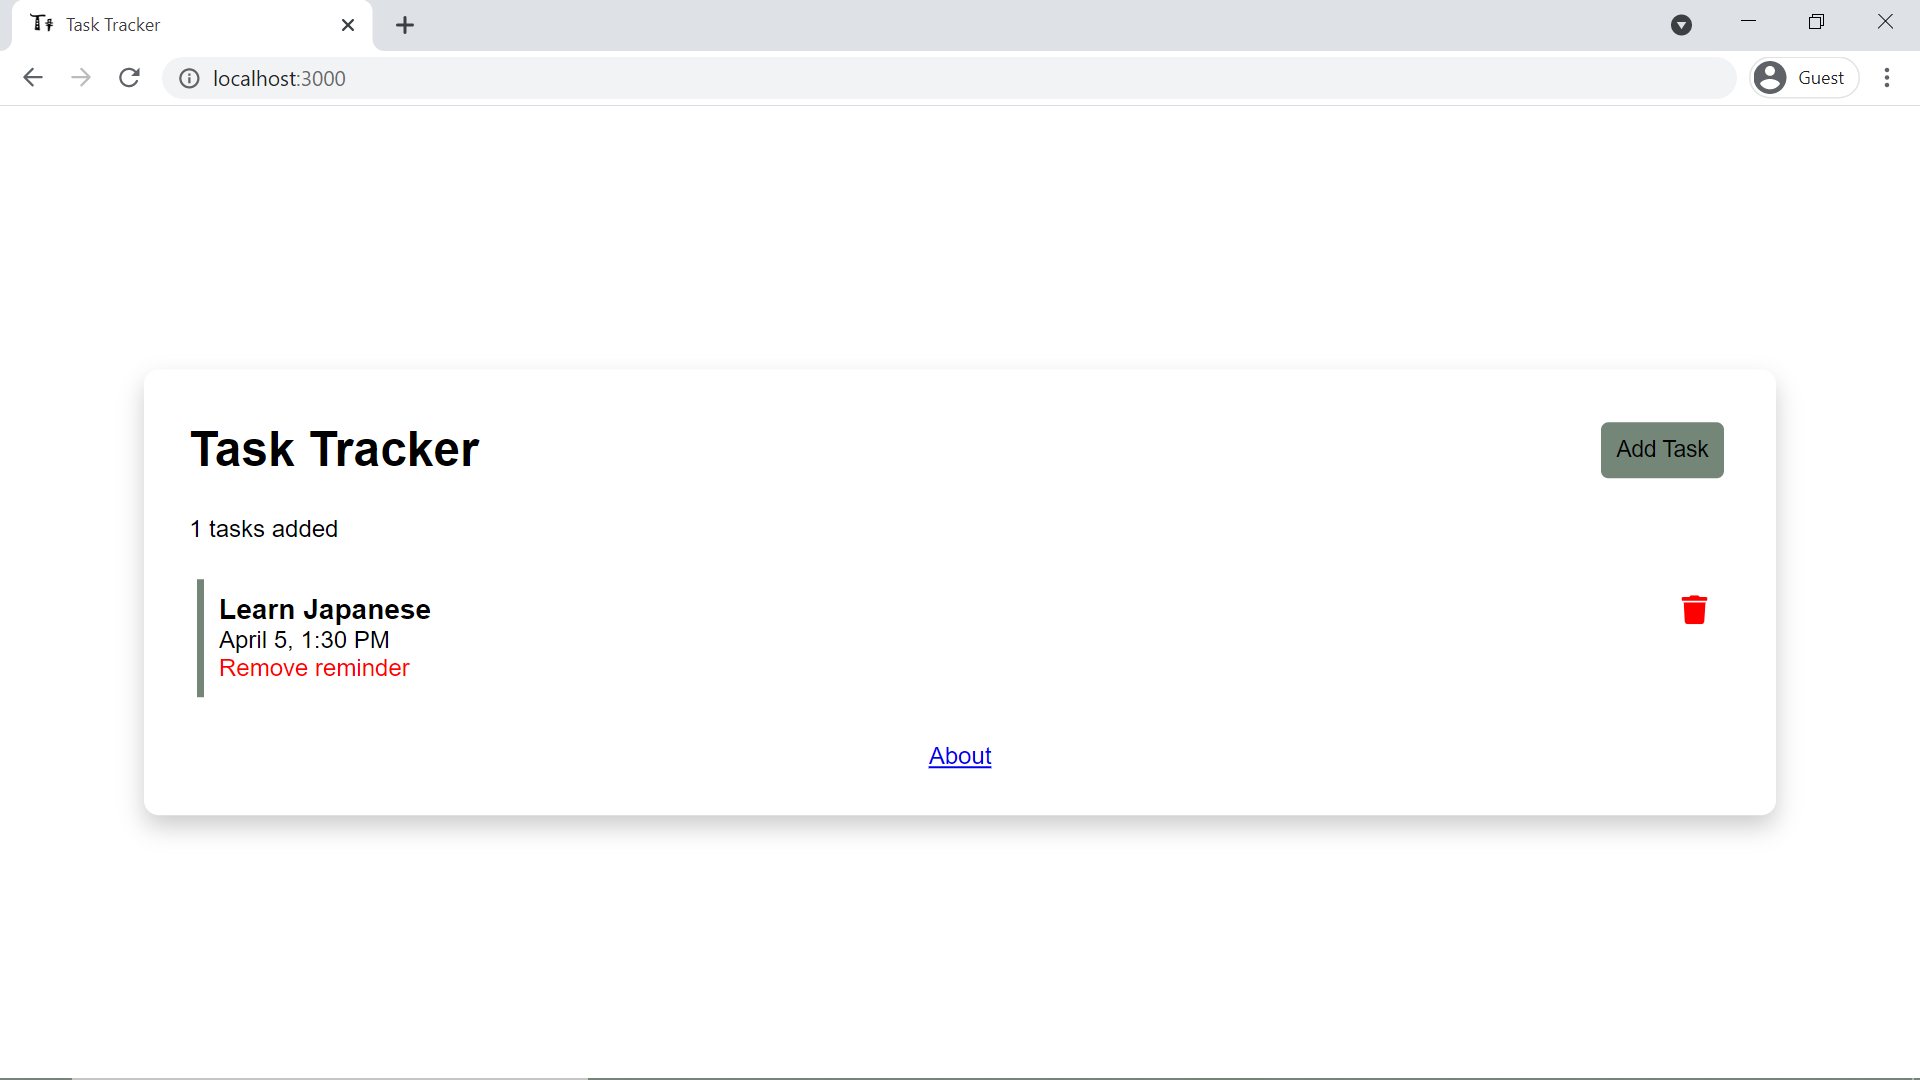 Task Tracker
localhost:3000
Guest
Task Tracker
Add Task
1 tasks added
Learn Japanese
April 5, 1:30 PM
Remove reminder
About